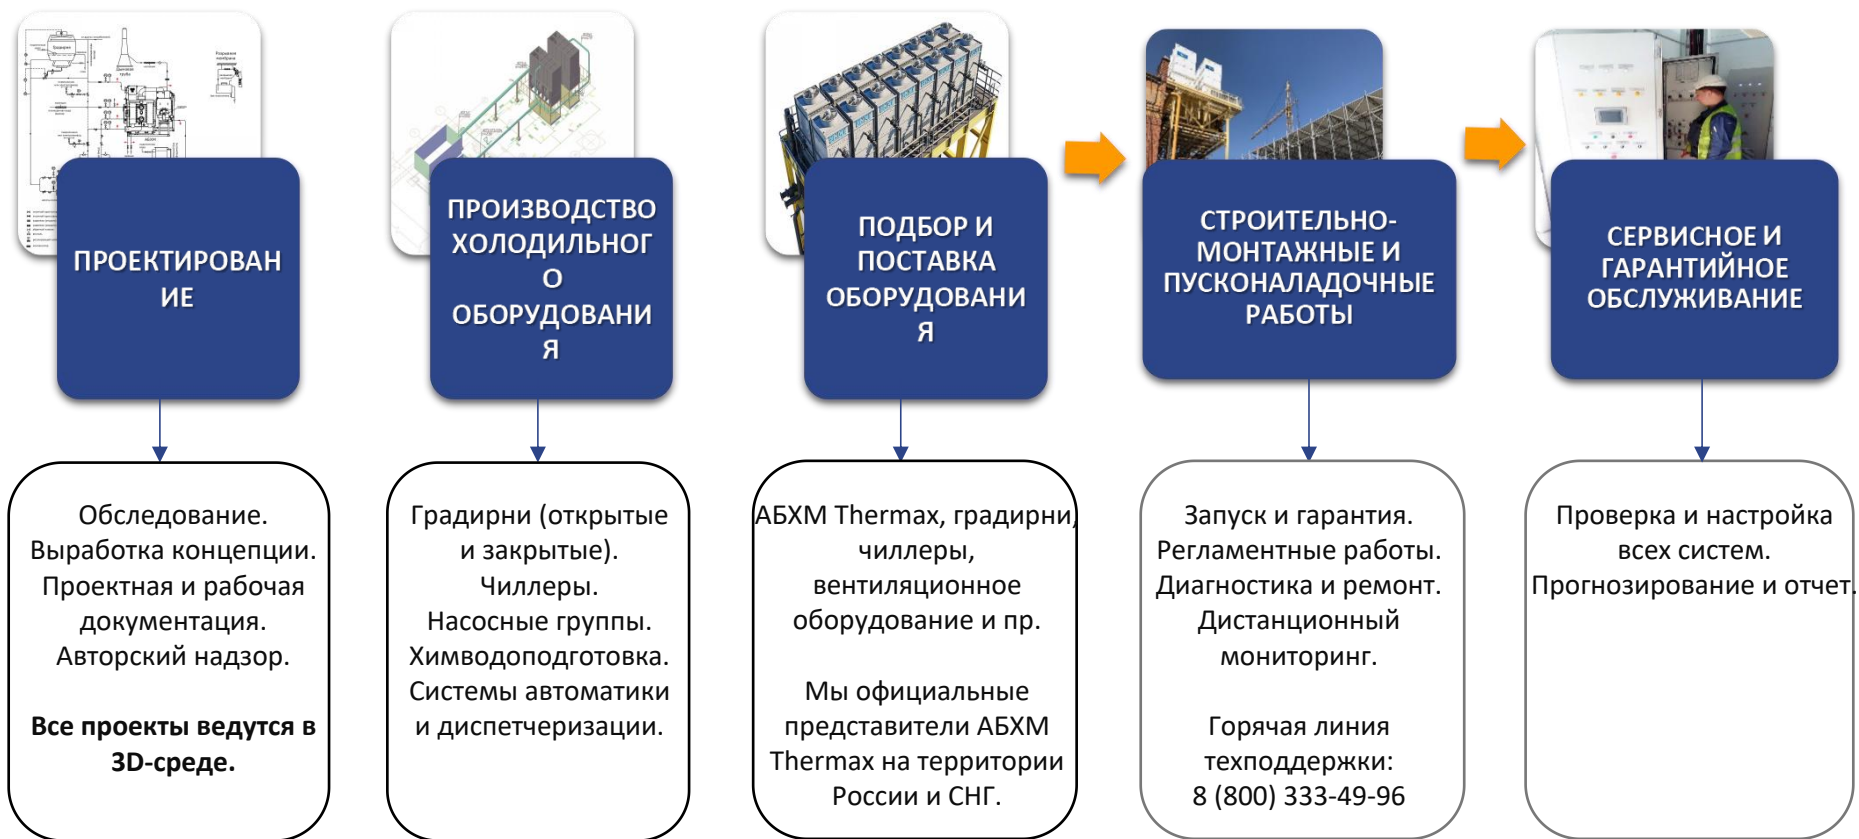 ПРОЕКТИРОВАН
ИЕ
ПРОИЗВОДСТВО
ХОЛОДИЛЬНОГ
О
ОБОРУДОВАНИ
Я
ПОДБОР И
ПОСТАВКА
ОБОРУДОВАНИ
Я
СТРОИТЕЛЬНО-
МОНТАЖНЫЕ И
ПУСКОНАЛАДОЧНЫЕ
РАБОТЫ
СЕРВИСНОЕ И
ГАРАНТИЙНОЕ
ОБСЛУЖИВАНИЕ
Обследование.
Выработка концепции.
Проектная и рабочая
документация.
Авторский надзор.
Все проекты ведутся в
3D-среде.
Градирни (открытые
и закрытые).
Чиллеры.
Насосные группы.
Химводоподготовка.
Системы автоматики
и диспетчеризации.
АБХМ Thermax, градирни,
чиллеры,
вентиляционное
оборудование и пр.
Мы официальные
представители АБХМ
Thermax на территории
России и СНГ.
Запуск и гарантия.
Регламентные работы.
Диагностика и ремонт.
Дистанционный
мониторинг.
Горячая линия
техподдержки:
8 (800) 333-49-96
Проверка и настройка
всех систем.
Прогнозирование и отчет.